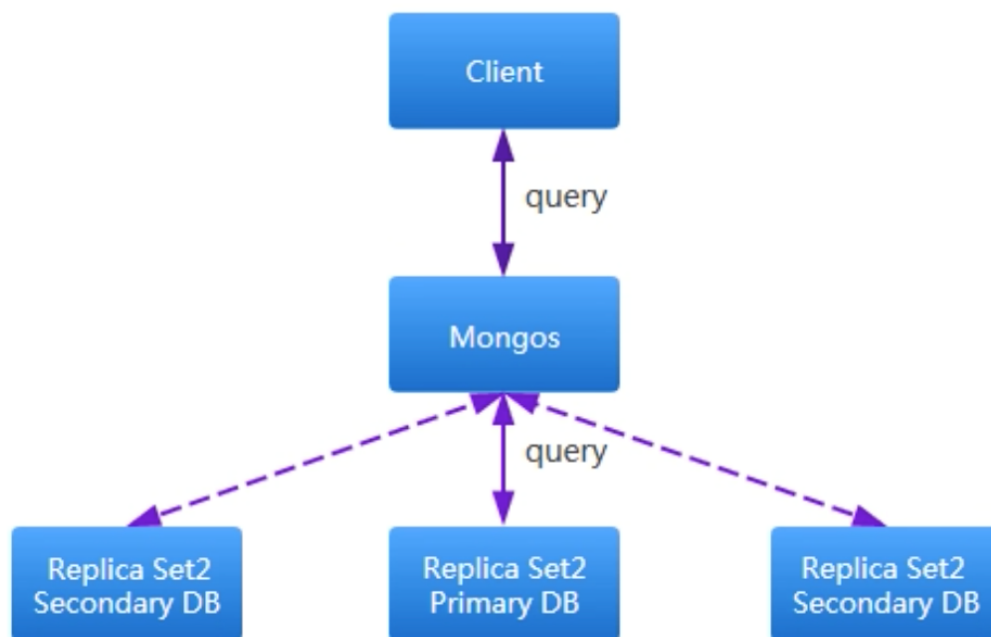 Client
query
Mongos
query
Replica Set2
Secondary DB
Replica Set2
Primary DB
Replica Set2
Secondary DB